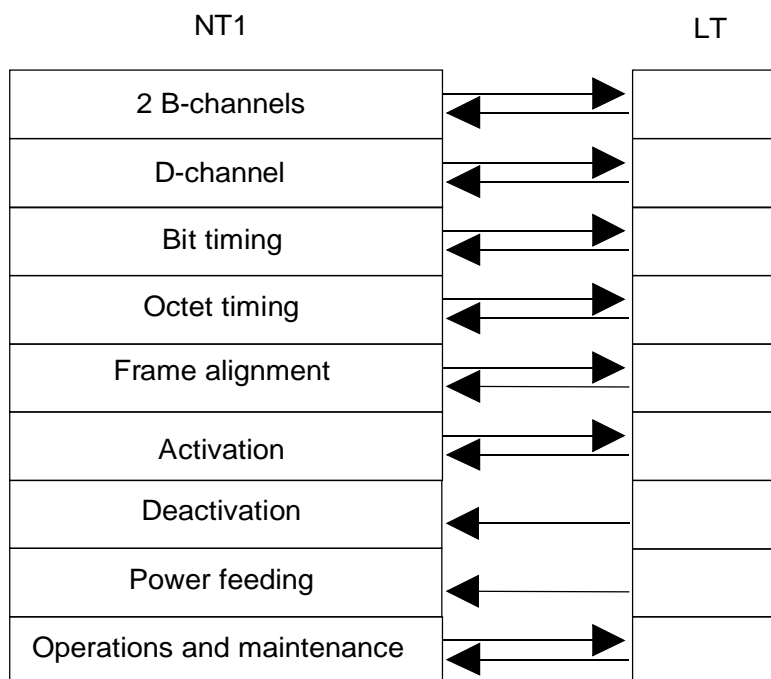 NT1 LT
2 B-channels
D-channel
Bit timing
Octet timing
Frame alignment
Activation
Deactivation
Power feeding
Operations and maintenance